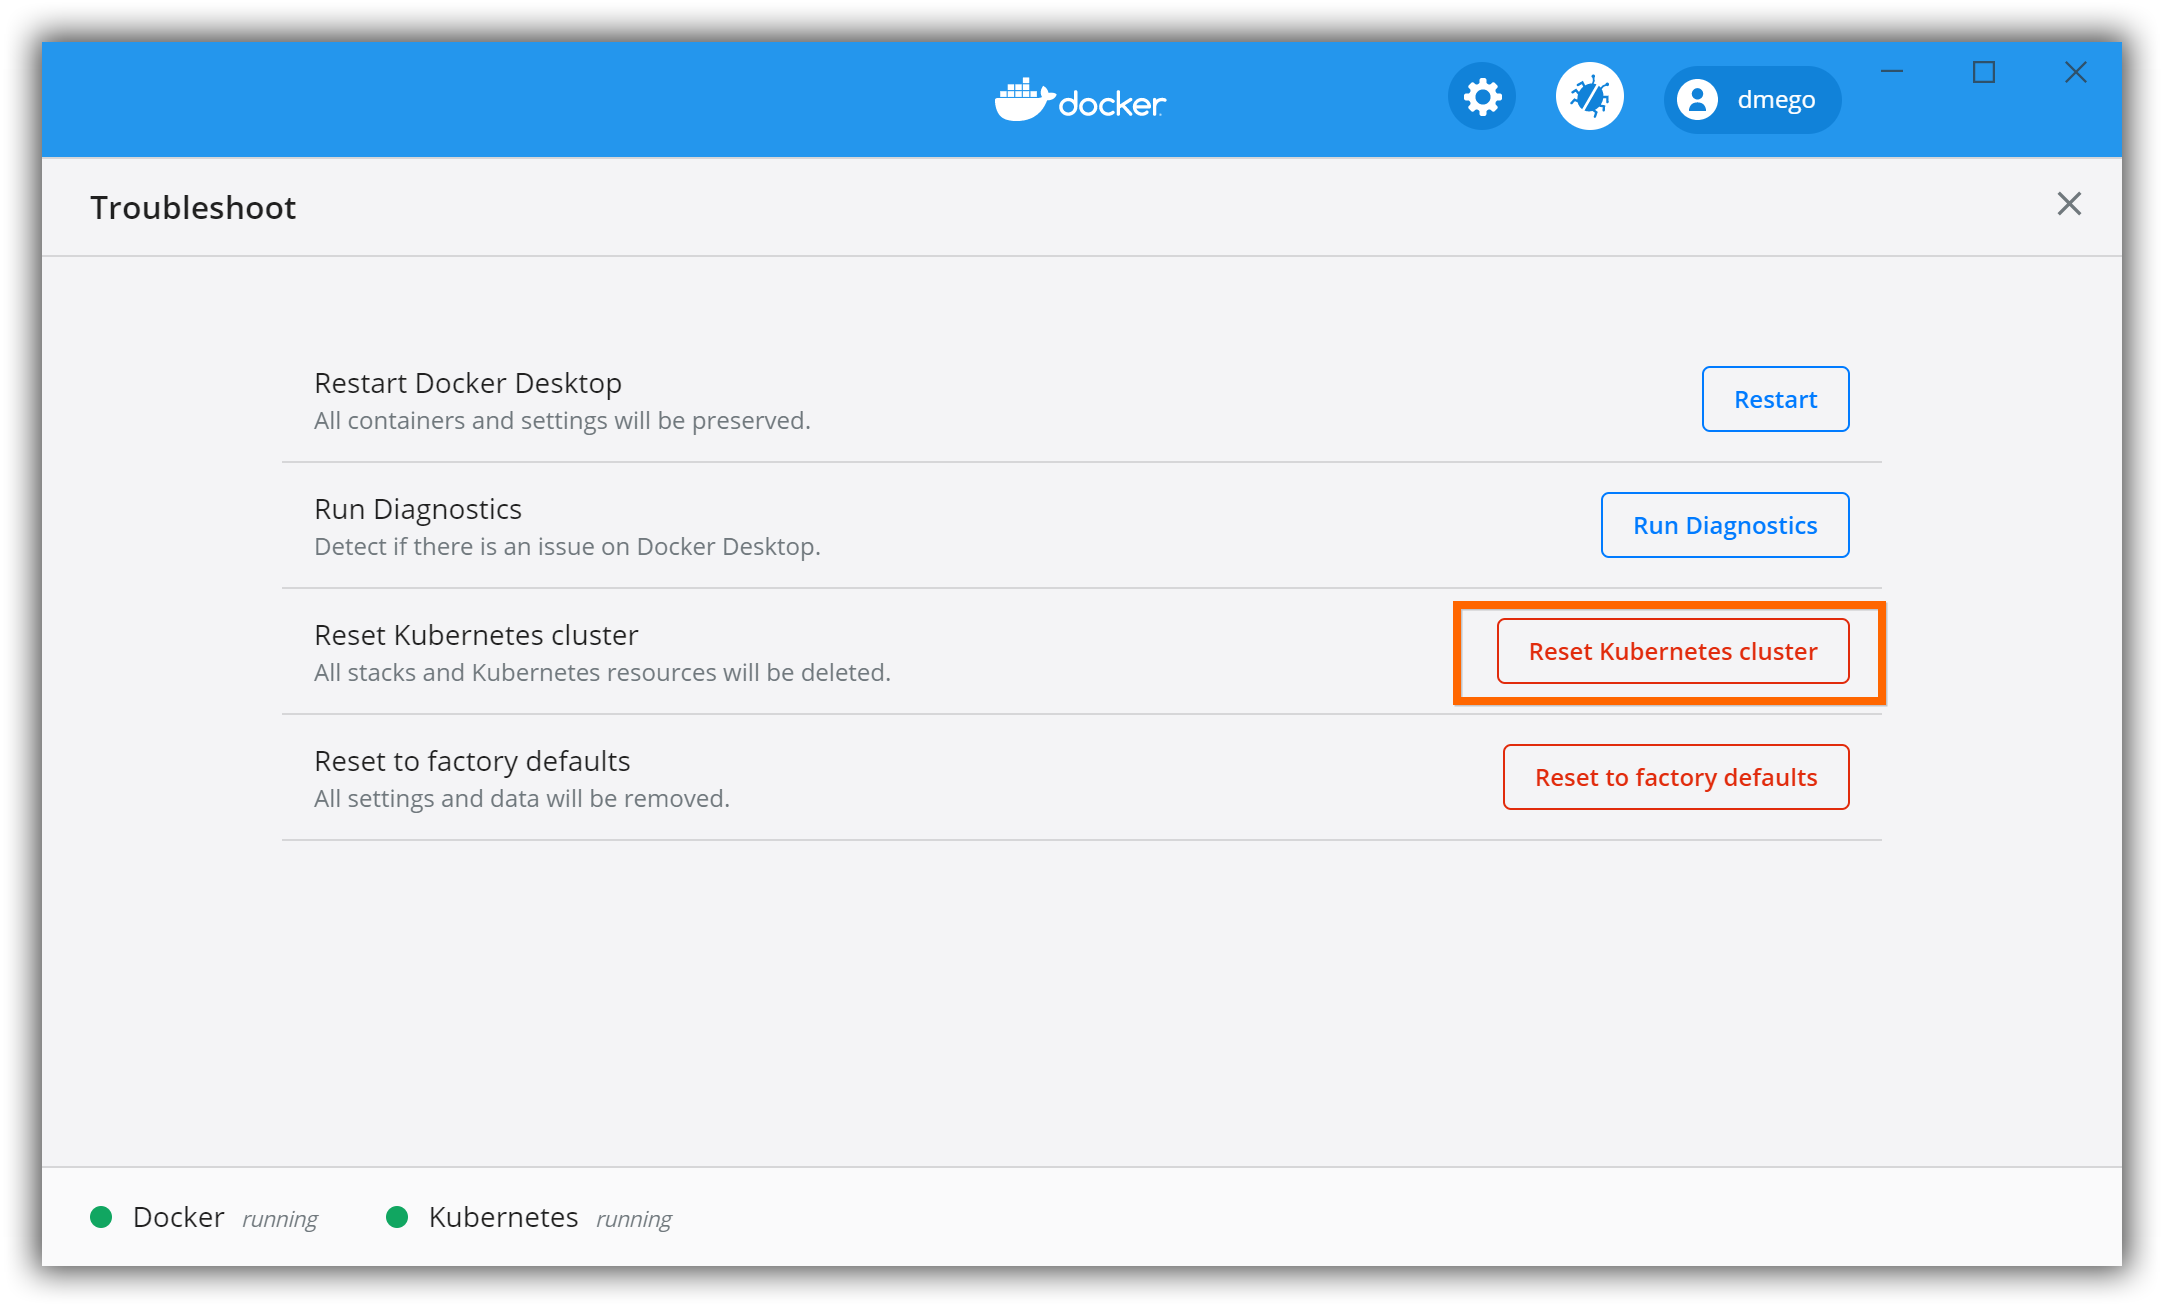 docker
dmego
Troubleshoot
Restart Docker Desktop
All containers and settings will be preserved.
Restart
Run Diagnostics
Detect if there is an issue on Docker Desktop.
Run Diagnostics
Reset Kubernetes cluster
All stacks and Kubernetes resources will be deleted.
Reset Kubernetes cluster
Reset to factory defaults
All settings and data will be removed.
Reset to factory defaults
Docker running Kubernetes running